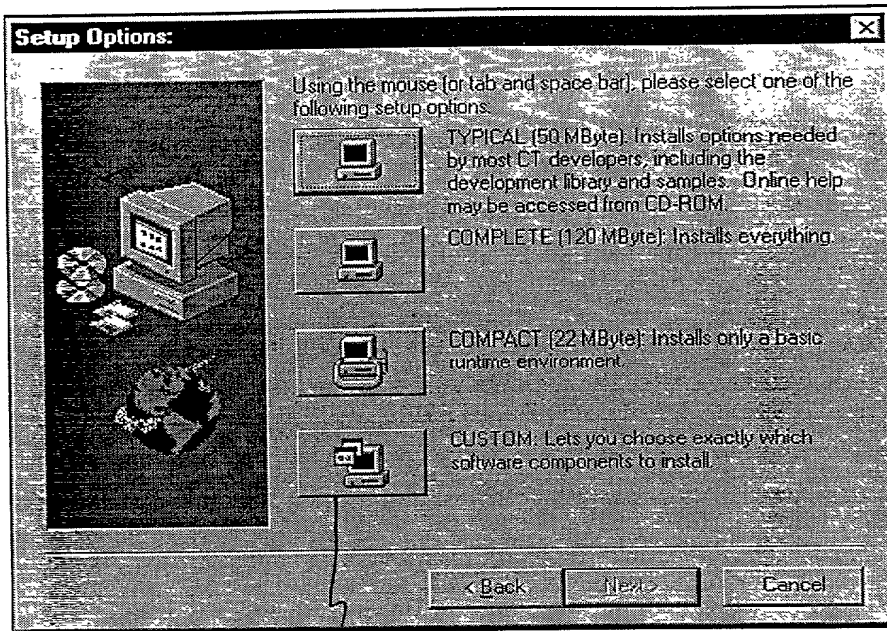 Setup Options:
Using the mouse (or tab and space bar), please select one of the
following setup options.
TYPICAL (50 MByte): Installs options needed
by most CT developers, including the
development library and samples. Online help
may be accessed from CD-ROM.
COMPLETE (120 MByte): Installs everything.
COMPACT (22 MByte): Installs only a basic
runtime environment.
CUSTOM: Lets you choose exactly which
software components to install.
< Back
Next >
Cancel